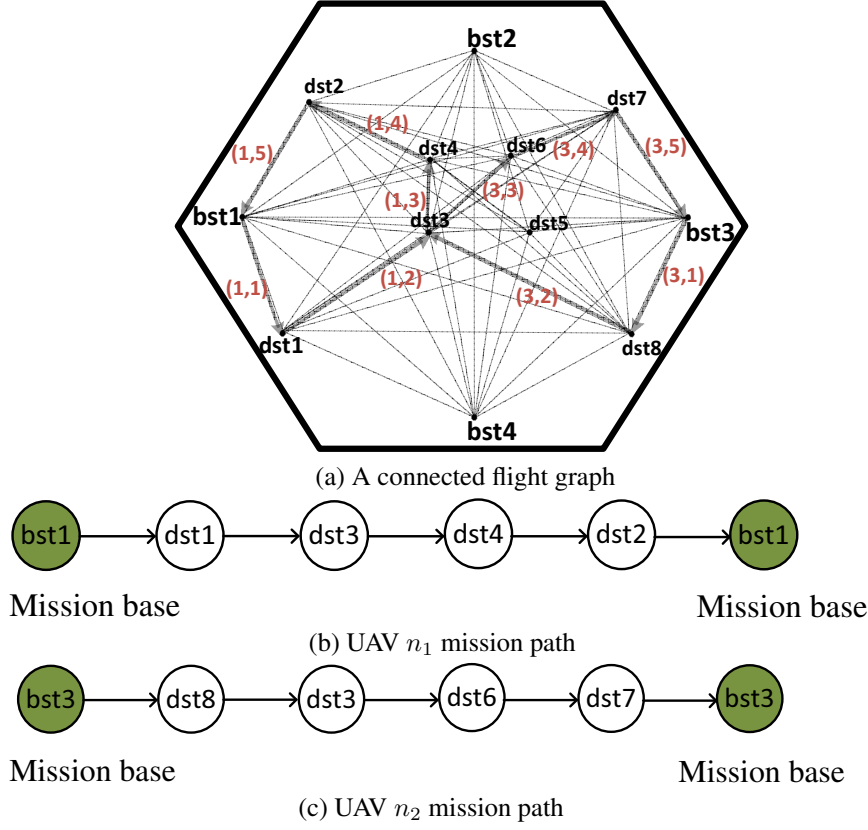 bst2
dst2
dst7
(1,4)
(1,5)
dst4
dst6
(3,4)
(3,5)
(1,3)
(3,3)
bst1
dst3
dst5
bst3
(1,1)
(1,2)
(3,2)
(3,1)
dst1
dst8
bst4
(a) A connected flight graph
bst1 dst1 dst3 dst4 dst2 bst1
Mission base Mission base
(b) UAV n₁ mission path
bst3 dst8 dst3 dst6 dst7 bst3
Mission base Mission base
(c) UAV n₂ mission path